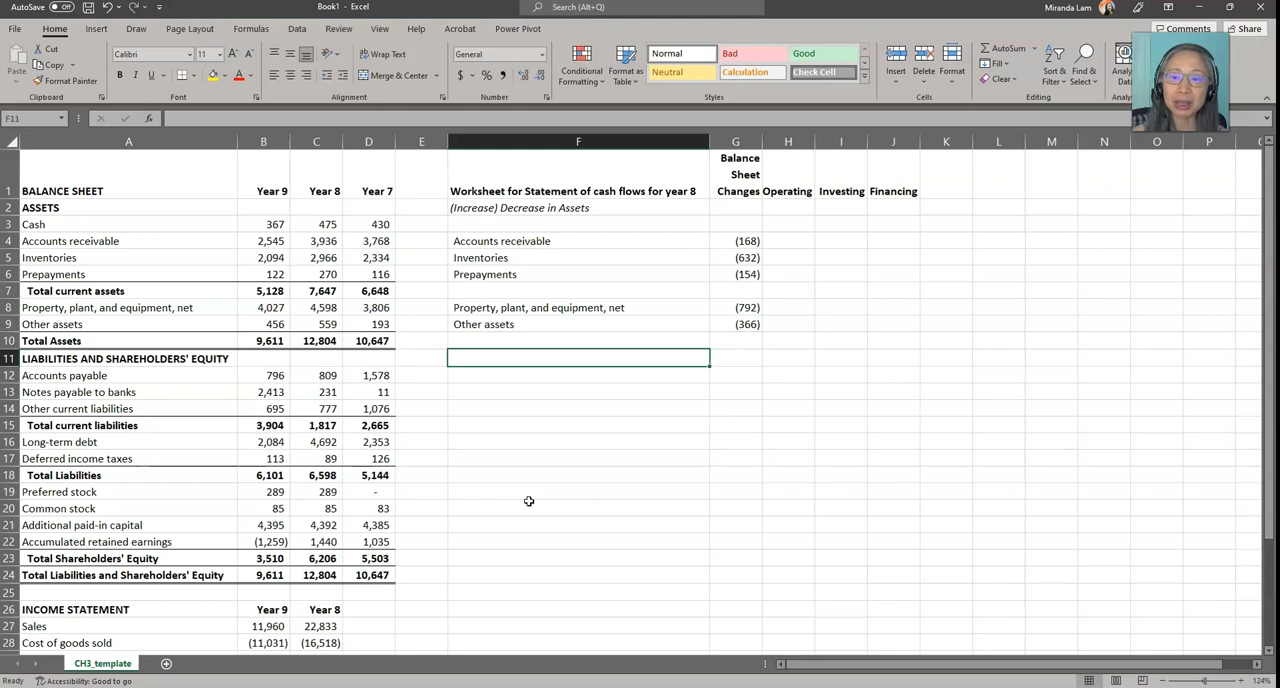 AutoSave Off Book1 - Excel Search (Alt+Q) Miranda Lam
File Home Insert Draw Page Layout Formulas Data Review View Help Acrobat Power Pivot Comments Share
Paste Cut Copy Format Painter Clipboard
Calibri 11 A A B I U A Font
Wrap Text Merge & Center Alignment
General $ % Number
Conditional Formatting Format as Table Normal Bad Good Neutral Calculation Check Cell Styles
Insert Delete Format Cells
AutoSum Fill Clear Sort & Filter Find & Select Editing
F11 fx
A B C D E F G H I J K L M N O P
Balance
Sheet
1 BALANCE SHEET Year 9 Year 8 Year 7 Worksheet for Statement of cash flows for year 8 Changes Operating Investing Financing
2 ASSETS (Increase) Decrease in Assets
3 Cash 367 475 430
4 Accounts receivable 2,545 3,936 3,768 Accounts receivable (168)
5 Inventories 2,094 2,966 2,334 Inventories (632)
6 Prepayments 122 270 116 Prepayments (154)
7 Total current assets 5,128 7,647 6,648
8 Property, plant, and equipment, net 4,027 4,598 3,806 Property, plant, and equipment, net (792)
9 Other assets 456 559 193 Other assets (366)
10 Total Assets 9,611 12,804 10,647
11 LIABILITIES AND SHAREHOLDERS' EQUITY
12 Accounts payable 796 809 1,578
13 Notes payable to banks 2,413 231 11
14 Other current liabilities 695 777 1,076
15 Total current liabilities 3,904 1,817 2,665
16 Long-term debt 2,084 4,692 2,353
17 Deferred income taxes 113 89 126
18 Total Liabilities 6,101 6,598 5,144
19 Preferred stock 289 289 -
20 Common stock 85 85 83
21 Additional paid-in capital 4,395 4,392 4,385
22 Accumulated retained earnings (1,259) 1,440 1,035
23 Total Shareholders' Equity 3,510 6,206 5,503
24 Total Liabilities and Shareholders' Equity 9,611 12,804 10,647
25
26 INCOME STATEMENT Year 9 Year 8
27 Sales 11,960 22,833
28 Cost of goods sold (11,031) (16,518)
CH3_template
Ready Accessibility: Good to go 124%